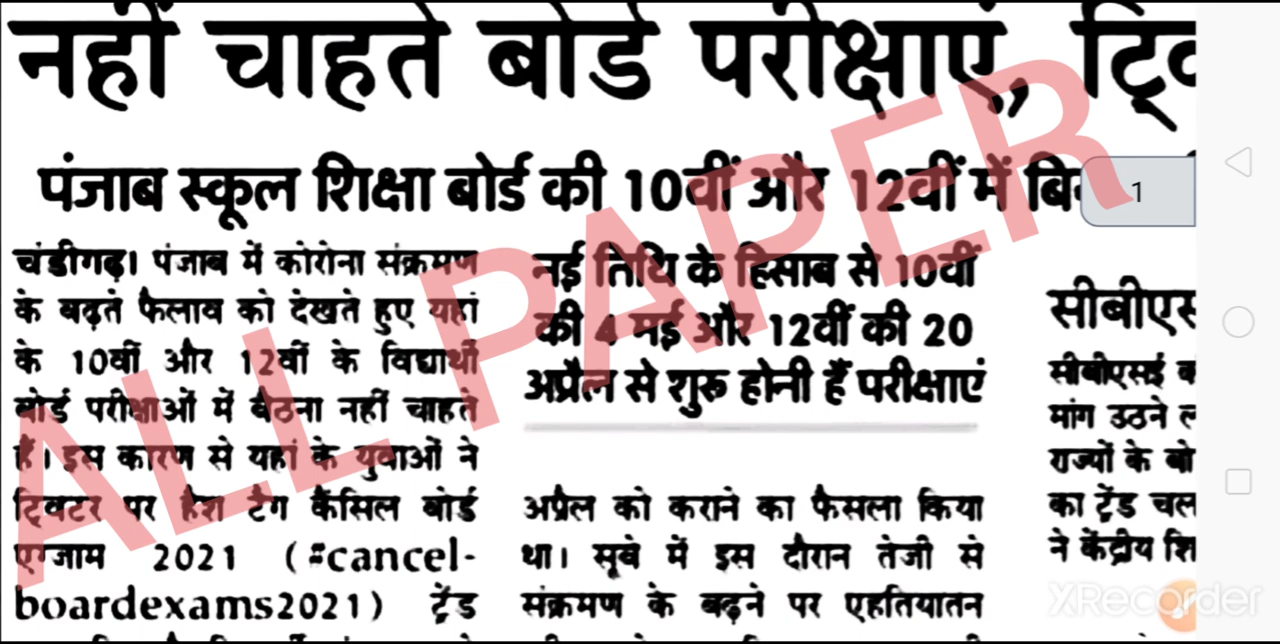 नहीं चाहते बोर्ड परीक्षाएं,
पंजाब स्कूल शिक्षा बोर्ड की 10वीं और 12वीं में
1
चंडीगढ़। पंजाब में कोरोना संक्रमण
के बढ़ते फैलाव को देखते हुए यहां
के 10वीं और 12वीं के विद्यार्थी
बोर्ड परीक्षाओं में बैठना नहीं चाहते
हैं। इस कारण से यहां के युवाओं ने
ट्विटर पर हैश टैग कैंसिल बोर्ड
एग्जाम 2021 (#cancel-
boardexams2021) ट्रेंड
नई तिथि के हिसाब से 10वीं
की 4 मई और 12वीं की 20
अप्रैल से शुरू होनी हैं परीक्षाएं
अप्रैल को कराने का फैसला किया
था। सूबे में इस दौरान तेजी से
संक्रमण के बढ़ने पर एहतियातन
सीबीएस
सीबीएसई
मांग उठने
राज्यों के बो
का ट्रेंड चल
ने केंद्रीय शि
ALL PAPER
XRecorder